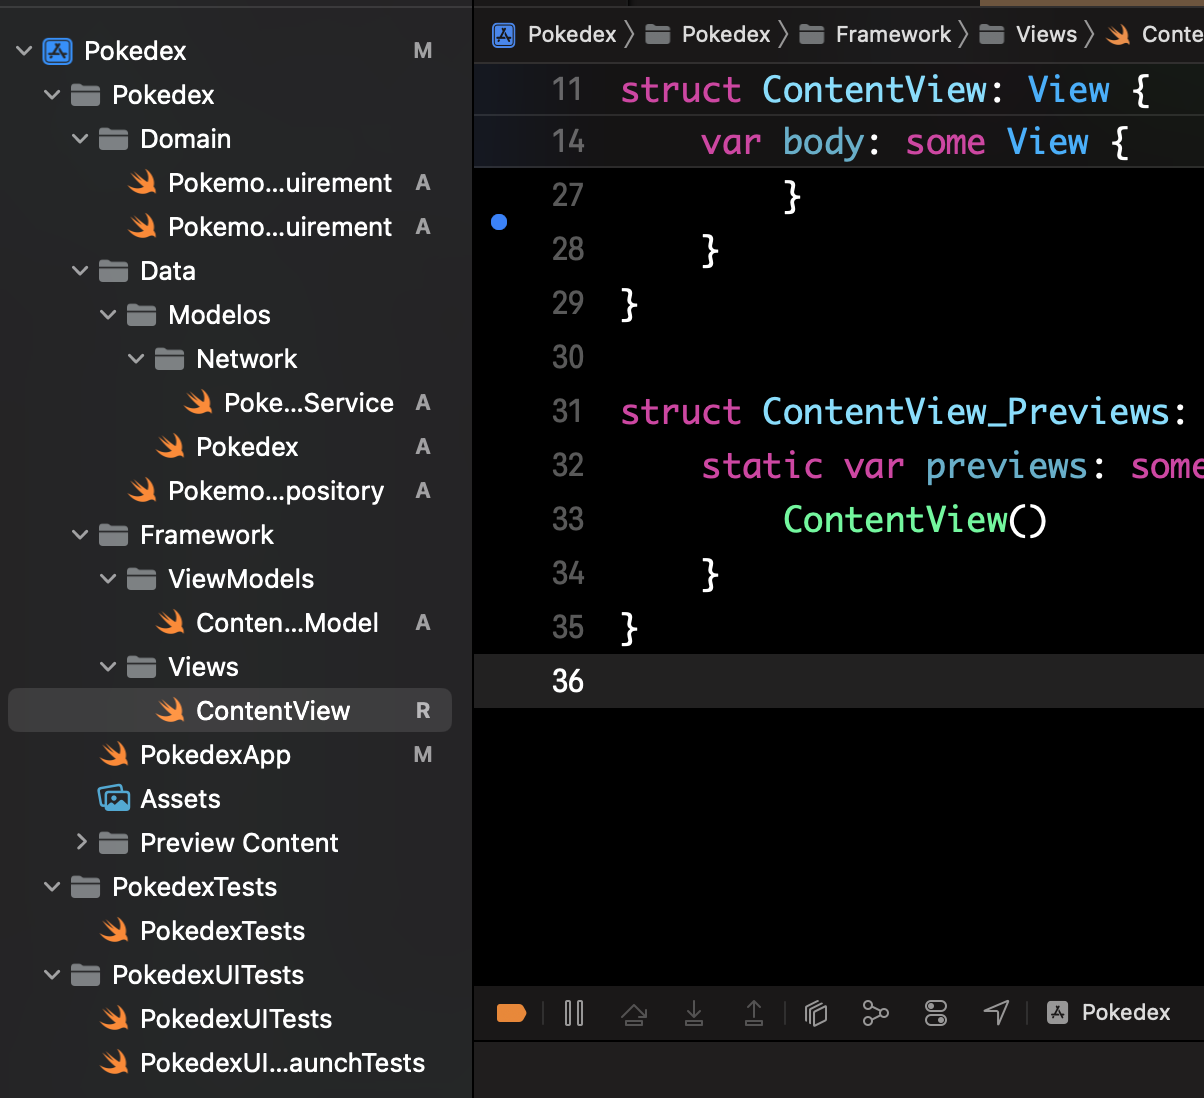 Pokedex M
Pokedex
Domain
Pokemo...uirement A
Pokemo...uirement A
Data
Modelos
Network
Poke...Service A
Pokedex A
Pokemo...pository A
Framework
ViewModels
Conten...Model A
Views
ContentView R
PokedexApp M
Assets
Preview Content
PokedexTests
PokedexTests
PokedexUITests
PokedexUITests
PokedexUI...aunchTests
Pokedex Pokedex Framework Views Conte
11 struct ContentView: View {
14 var body: some View {
27 }
28 }
29 }
30
31 struct ContentView_Previews:
32 static var previews: some
33 ContentView()
34 }
35 }
36
Pokedex